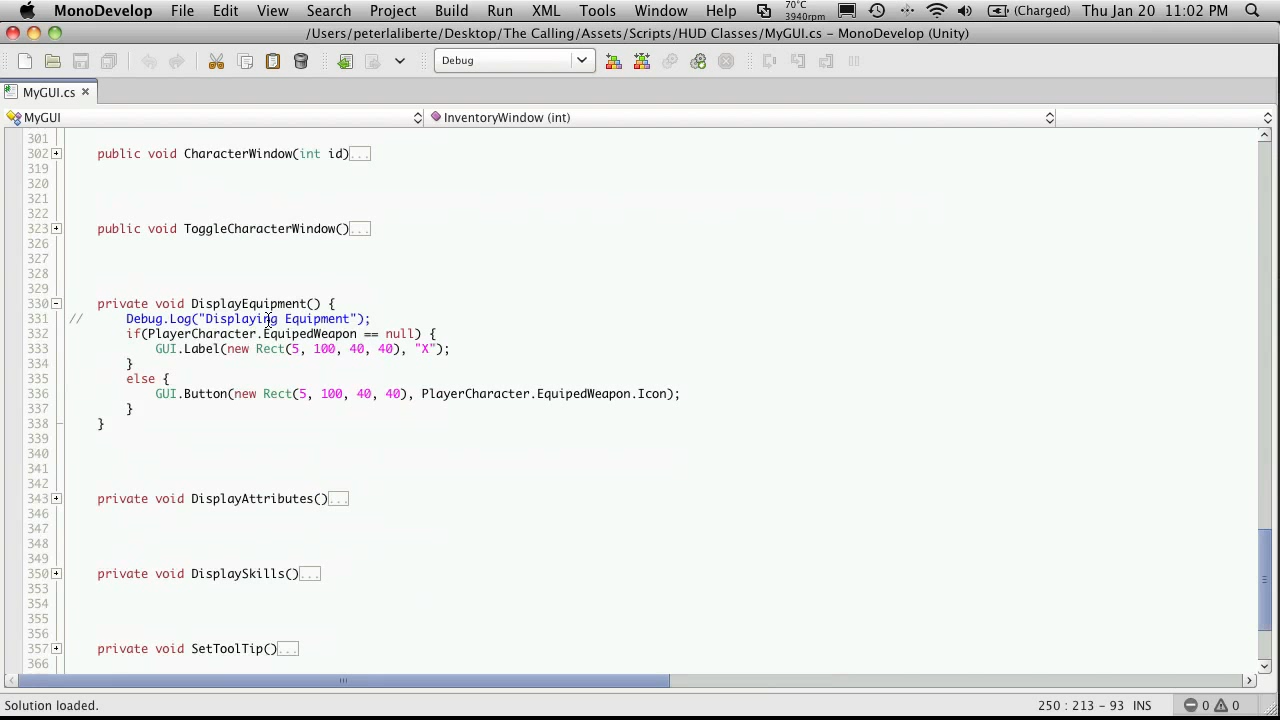 MonoDevelop File Edit View Search Project Build Run XML Tools Window Help 70°C 3940rpm (Charged) Thu Jan 20 11:02 PM
/Users/peterlaliberte/Desktop/The Calling/Assets/Scripts/HUD Classes/MyGUI.cs - MonoDevelop (Unity)
Debug
MyGUI.cs
MyGUI InventoryWindow (int)
301
302 public void CharacterWindow(int id)...
319
320
321
322
323 public void ToggleCharacterWindow()...
326
327
328
329
330 private void DisplayEquipment() {
331 // Debug.Log("Displaying Equipment");
332 if(PlayerCharacter.EquipedWeapon == null) {
333 GUI.Label(new Rect(5, 100, 40, 40), "X");
334 }
335 else {
336 GUI.Button(new Rect(5, 100, 40, 40), PlayerCharacter.EquipedWeapon.Icon);
337 }
338 }
339
340
341
342
343 private void DisplayAttributes()...
346
347
348
349
350 private void DisplaySkills()...
353
354
355
356
357 private void SetToolTip()...
366
Solution loaded. 250 : 213 - 93 INS 0 0